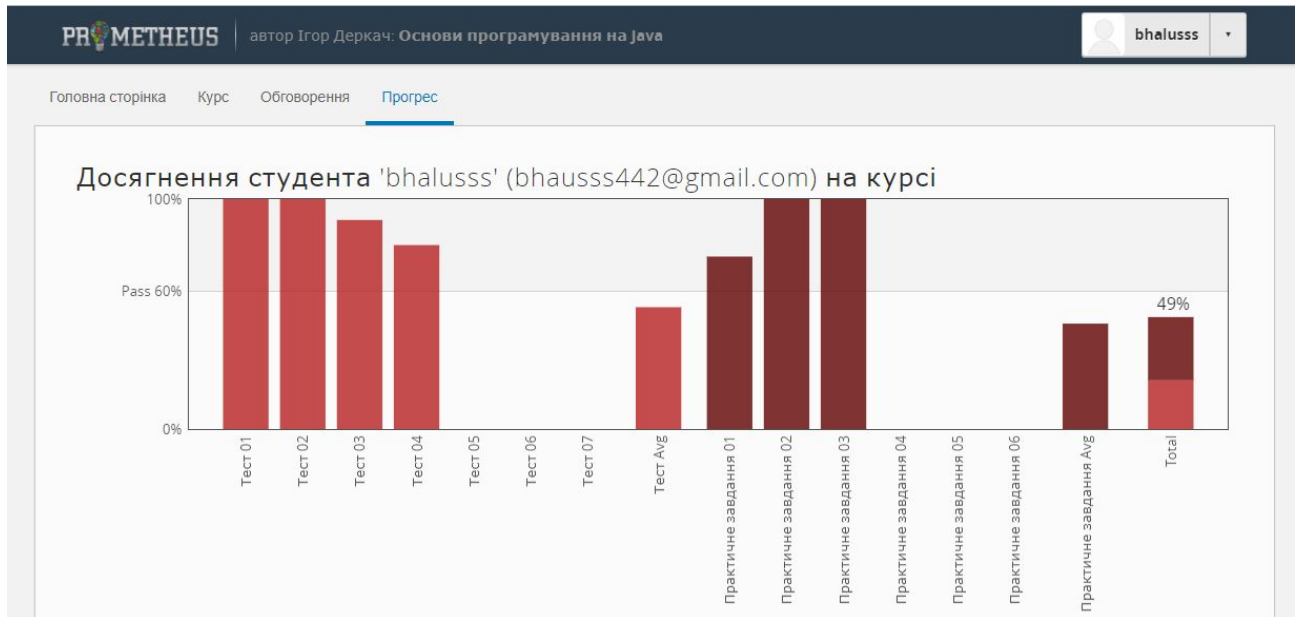 PROMETHEUS автор Ігор Деркач: Основи програмування на Java bhalusss
Головна сторінка Курс Обговорення Прогрес
Досягнення студента 'bhalusss' (bhausss442@gmail.com) на курсі
100%
Pass 60%
49%
0%
Тест 01
Тест 02
Тест 03
Тест 04
Тест 05
Тест 06
Тест 07
Тест Avg
Практичне завдання 01
Практичне завдання 02
Практичне завдання 03
Практичне завдання 04
Практичне завдання 05
Практичне завдання 06
Практичне завдання Avg
Total